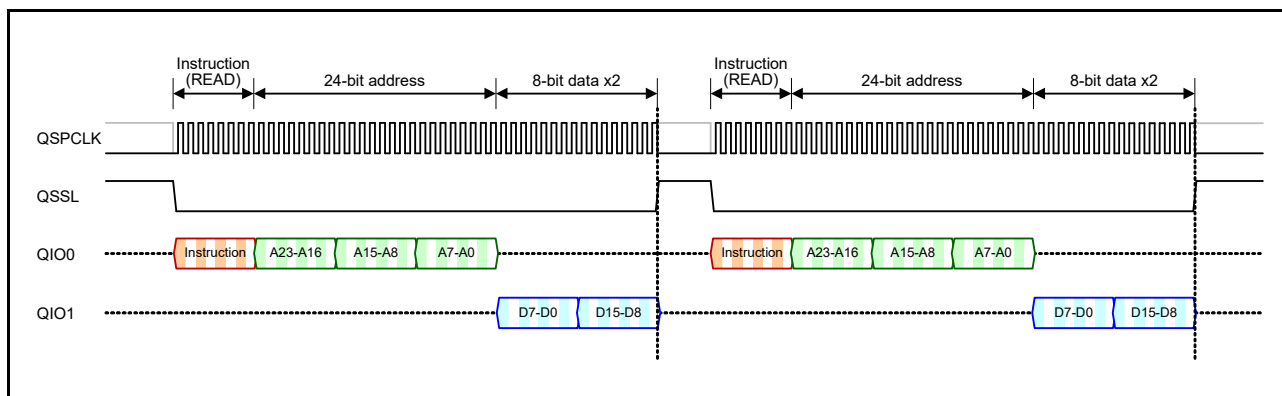 Instruction
(READ) 24-bit address 8-bit data x2 Instruction
(READ) 24-bit address 8-bit data x2
QSPCLK
QSSL
QIO0 Instruction A23-A16 A15-A8 A7-A0 Instruction A23-A16 A15-A8 A7-A0
QIO1 D7-D0 D15-D8 D7-D0 D15-D8